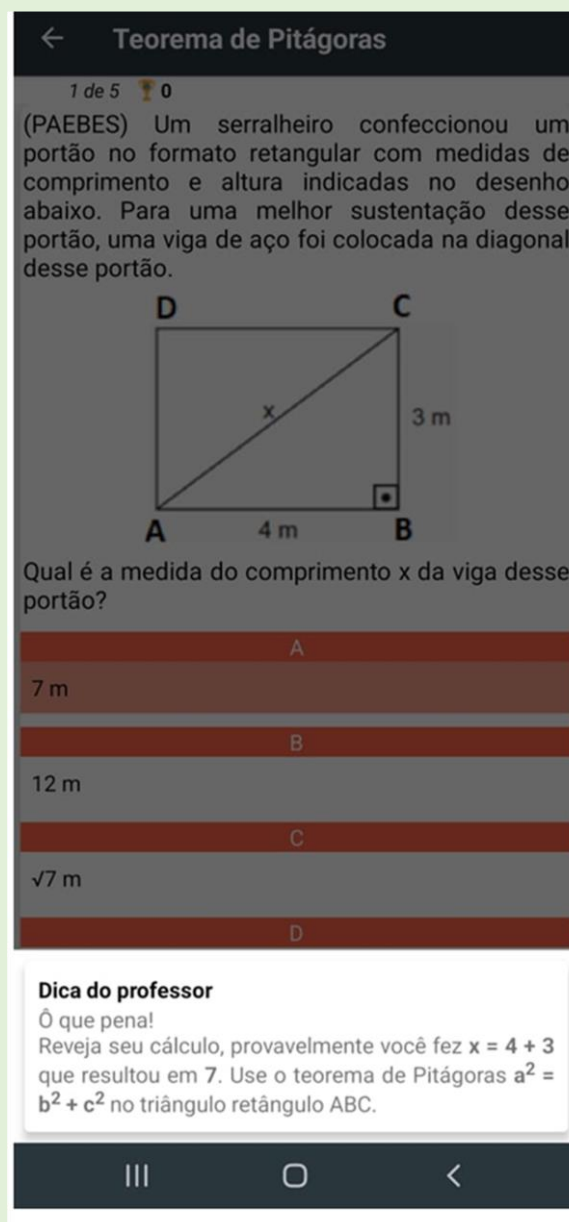 Teorema de Pitágoras
1 de 5 0
(PAEBES) Um serralheiro confeccionou um
portão no formato retangular com medidas de
comprimento e altura indicadas no desenho
abaixo. Para uma melhor sustentação desse
portão, uma viga de aço foi colocada na diagonal
desse portão.
D C
x
3 m
A 4 m B
Qual é a medida do comprimento x da viga desse
portão?
A
7 m
B
12 m
C
√7 m
D
Dica do professor
Ô que pena!
Reveja seu cálculo, provavelmente você fez x = 4 + 3
que resultou em 7. Use o teorema de Pitágoras a² =
b² + c² no triângulo retângulo ABC.